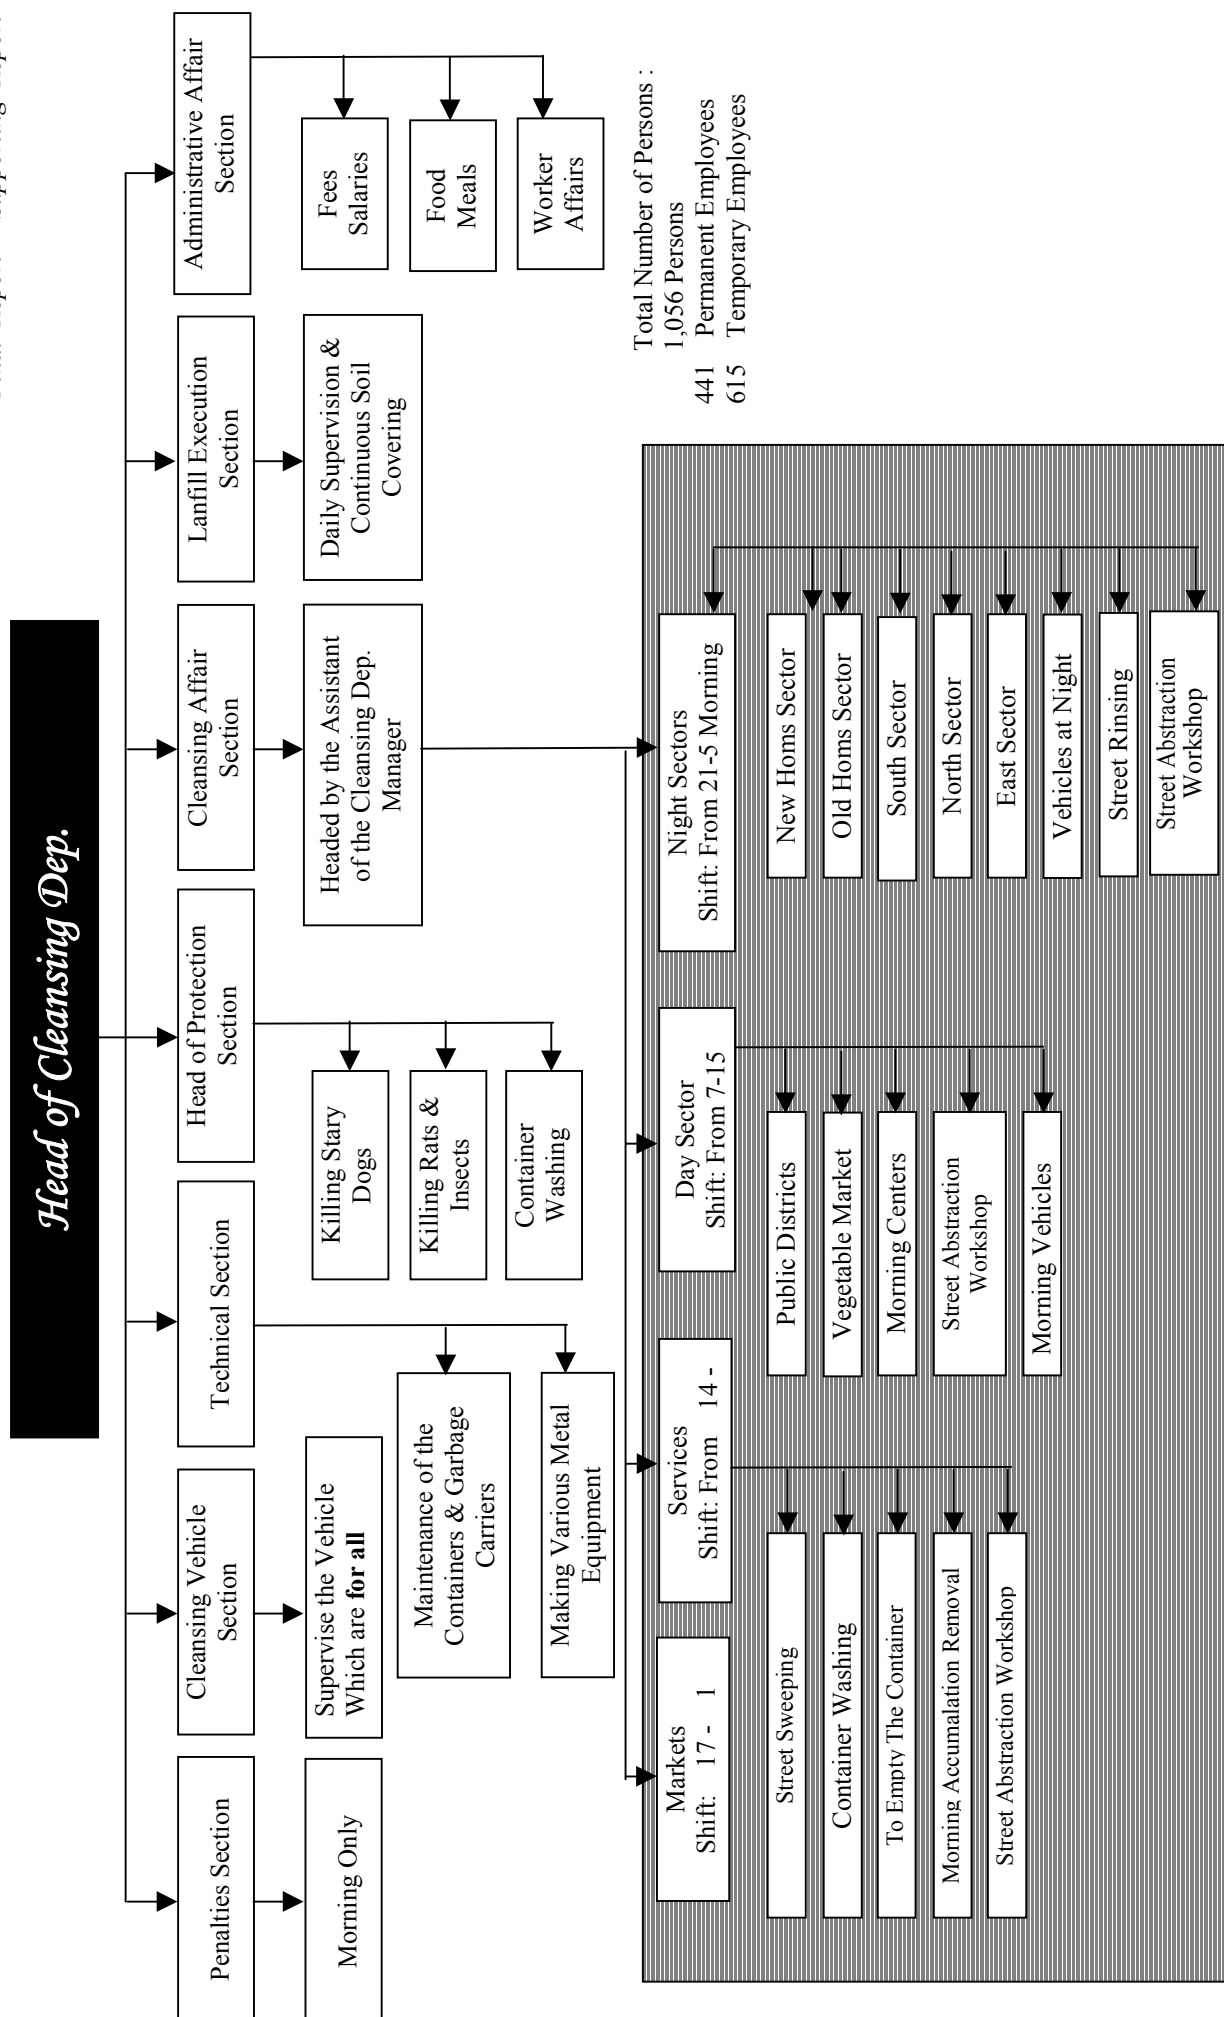 Head of Cleansing Dep.
Penalties Section
Morning Only
Cleansing Vehicle
Section
Supervise the Vehicle
Which are for all
Technical Section
Maintenance of the
Containers & Garbage
Carriers
Making Various Metal
Equipment
Head of Protection
Section
Killing Stary
Dogs
Killing Rats &
Insects
Container
Washing
Cleansing Affair
Section
Headed by the Assistant
of the Cleansing Dep.
Manager
Lanfill Execution
Section
Daily Supervision &
Continuous Soil
Covering
Administrative Affair
Section
Fees
Salaries
Food
Meals
Worker
Affairs
Total Number of Persons :
1,056 Persons
441 Permanent Employees
615 Temporary Employees
Markets
Shift: 17 - 1
Services
Shift: From 14 -
Street Sweeping
Container Washing
To Empty The Container
Morning Accumalation Removal
Street Abstraction Workshop
Day Sector
Shift: From 7-15
Public Districts
Vegetable Market
Morning Centers
Street Abstraction
Workshop
Morning Vehicles
Night Sectors
Shift: From 21-5 Morning
New Homs Sector
Old Homs Sector
South Sector
North Sector
East Sector
Vehicles at Night
Street Rinsing
Street Abstraction
Workshop